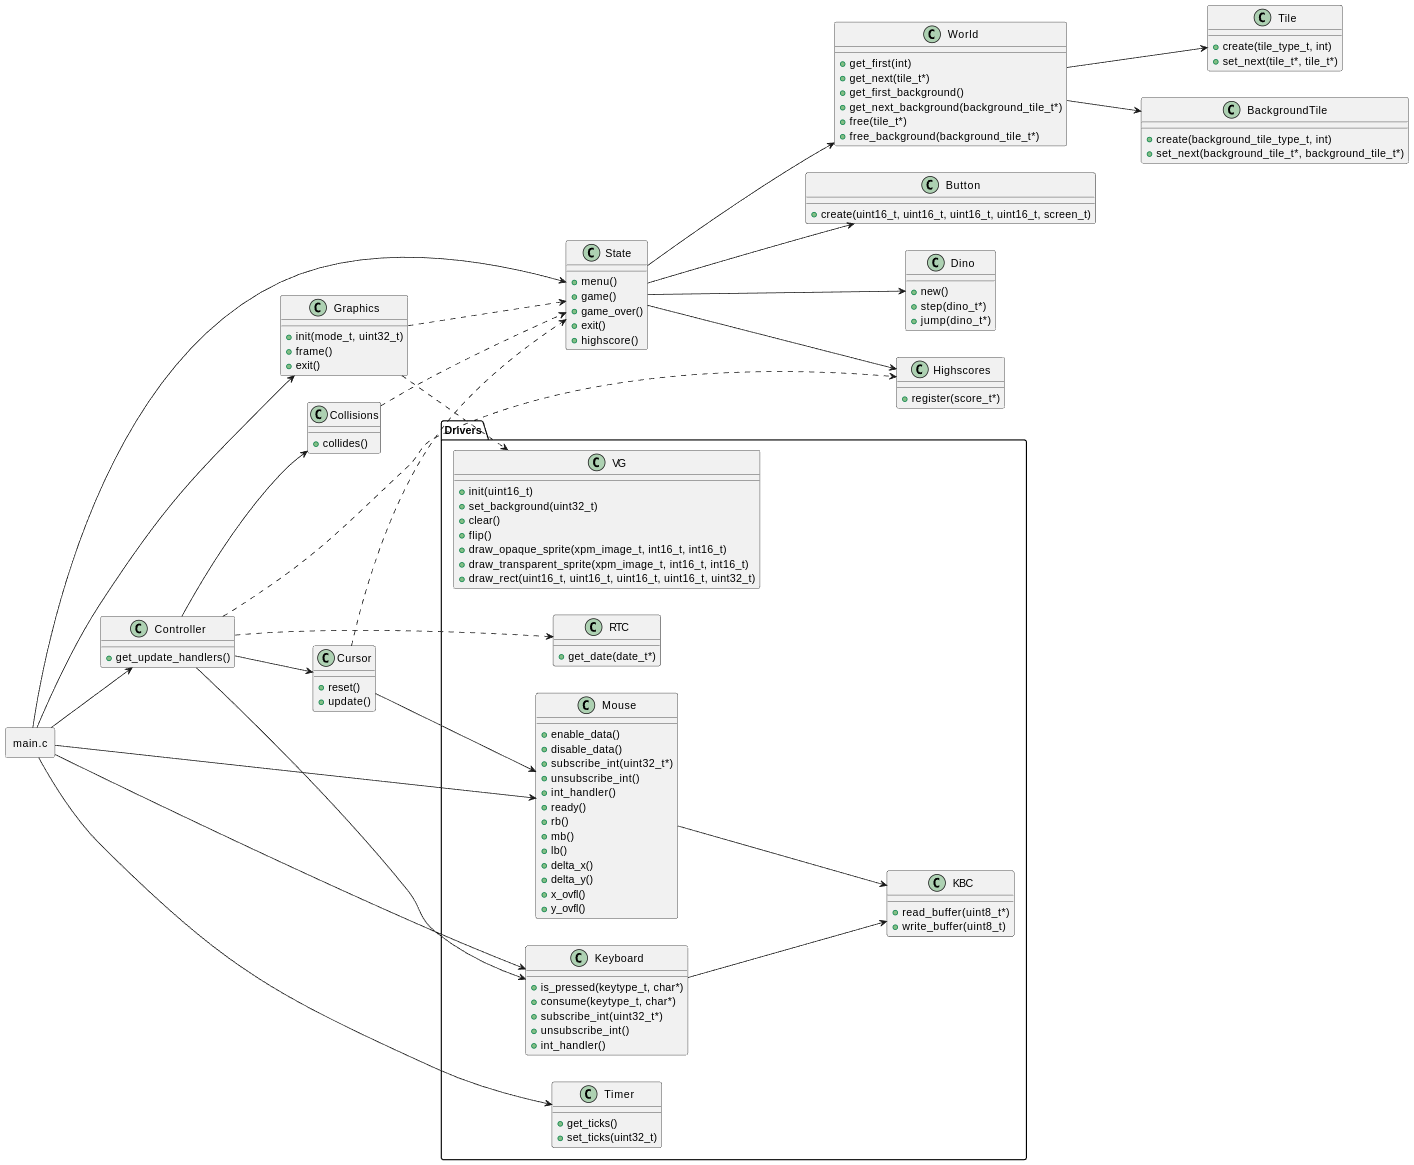 Tile
create(tile_type_t, int)
set_next(tile_t*, tile_t*)
World
get_first(int)
get_next(tile_t*)
get_first_background()
get_next_background(background_tile_t*)
free(tile_t*)
free_background(background_tile_t*)
BackgroundTile
create(background_tile_type_t, int)
set_next(background_tile_t*, background_tile_t*)
Button
create(uint16_t, uint16_t, uint16_t, uint16_t, screen_t)
State
menu()
game()
game_over()
exit()
highscore()
Dino
new()
step(dino_t*)
jump(dino_t*)
Graphics
init(mode_t, uint32_t)
frame()
exit()
Highscores
register(score_t*)
Collisions
collides()
Drivers
VG
init(uint16_t)
set_background(uint32_t)
clear()
flip()
draw_opaque_sprite(xpm_image_t, int16_t, int16_t)
draw_transparent_sprite(xpm_image_t, int16_t, int16_t)
draw_rect(uint16_t, uint16_t, uint16_t, uint16_t, uint32_t)
Controller
get_update_handlers()
RTC
get_date(date_t*)
Cursor
reset()
update()
main.c
Mouse
enable_data()
disable_data()
subscribe_int(uint32_t*)
unsubscribe_int()
int_handler()
ready()
rb()
mb()
lb()
delta_x()
delta_y()
x_ovfl()
y_ovfl()
KBC
read_buffer(uint8_t*)
write_buffer(uint8_t)
Keyboard
is_pressed(keytype_t, char*)
consume(keytype_t, char*)
subscribe_int(uint32_t*)
unsubscribe_int()
int_handler()
Timer
get_ticks()
set_ticks(uint32_t)